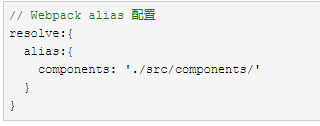 // Webpack alias 配置
resolve:{
  alias:{
    components: './src/components/'
  }
}